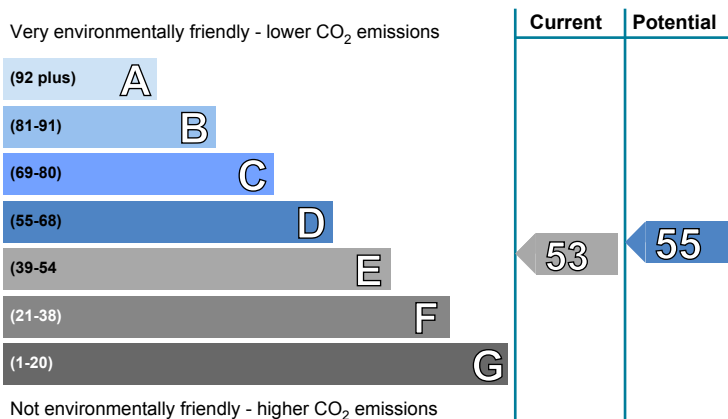 Current Potential
Very environmentally friendly - lower CO₂ emissions
(92 plus) A
(81-91) B
(69-80) C
(55-68) D
(39-54 E
53 55
(21-38) F
(1-20) G
Not environmentally friendly - higher CO₂ emissions